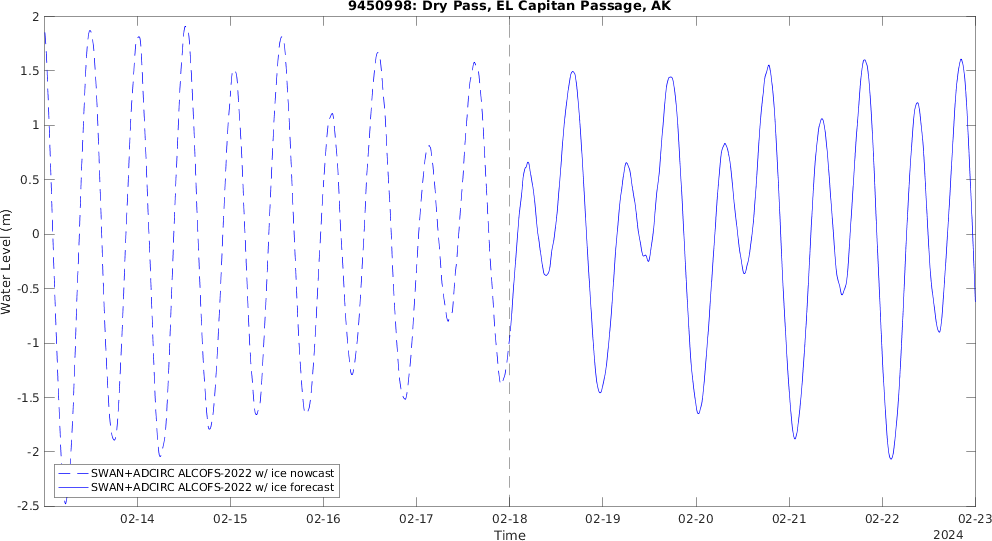 9450998: Dry Pass, EL Capitan Passage, AK
Water Level (m)
2
1.5
1
0.5
0
-0.5
-1
-1.5
-2
-2.5
SWAN+ADCIRC ALCOFS-2022 w/ ice nowcast
SWAN+ADCIRC ALCOFS-2022 w/ ice forecast
02-14 02-15 02-16 02-17 02-18 02-19 02-20 02-21 02-22 02-23
Time
2024